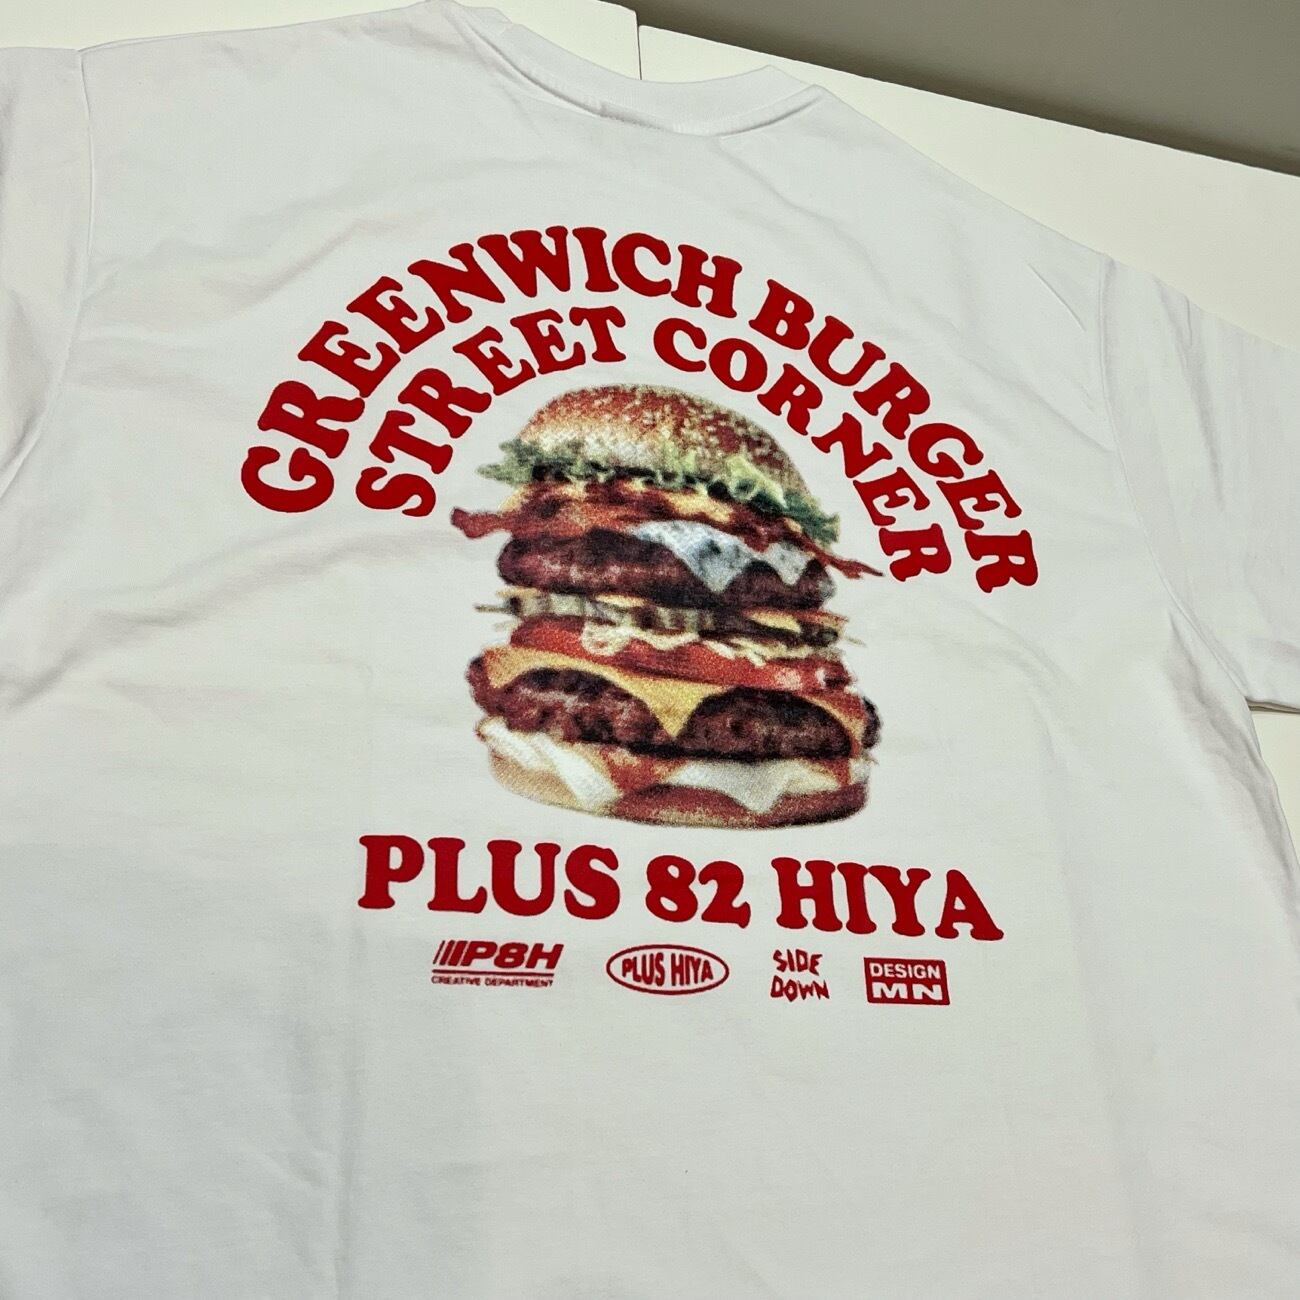 GREENWICH BURGER
STREET CORNER
PLUS 82 HIYA
P8H
CREATIVE DEPARTMENT
PLUS HIYA
SIDE
DOWN
DESIGN
MN